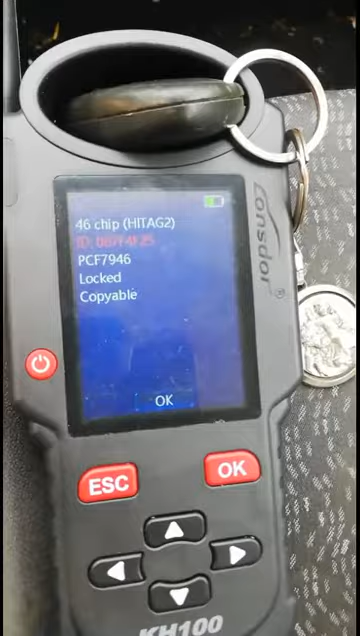 46 chip (HITAG2)
PCF7946
Locked
Copyable
OK
Lonsdor®
ESC
OK
KH100